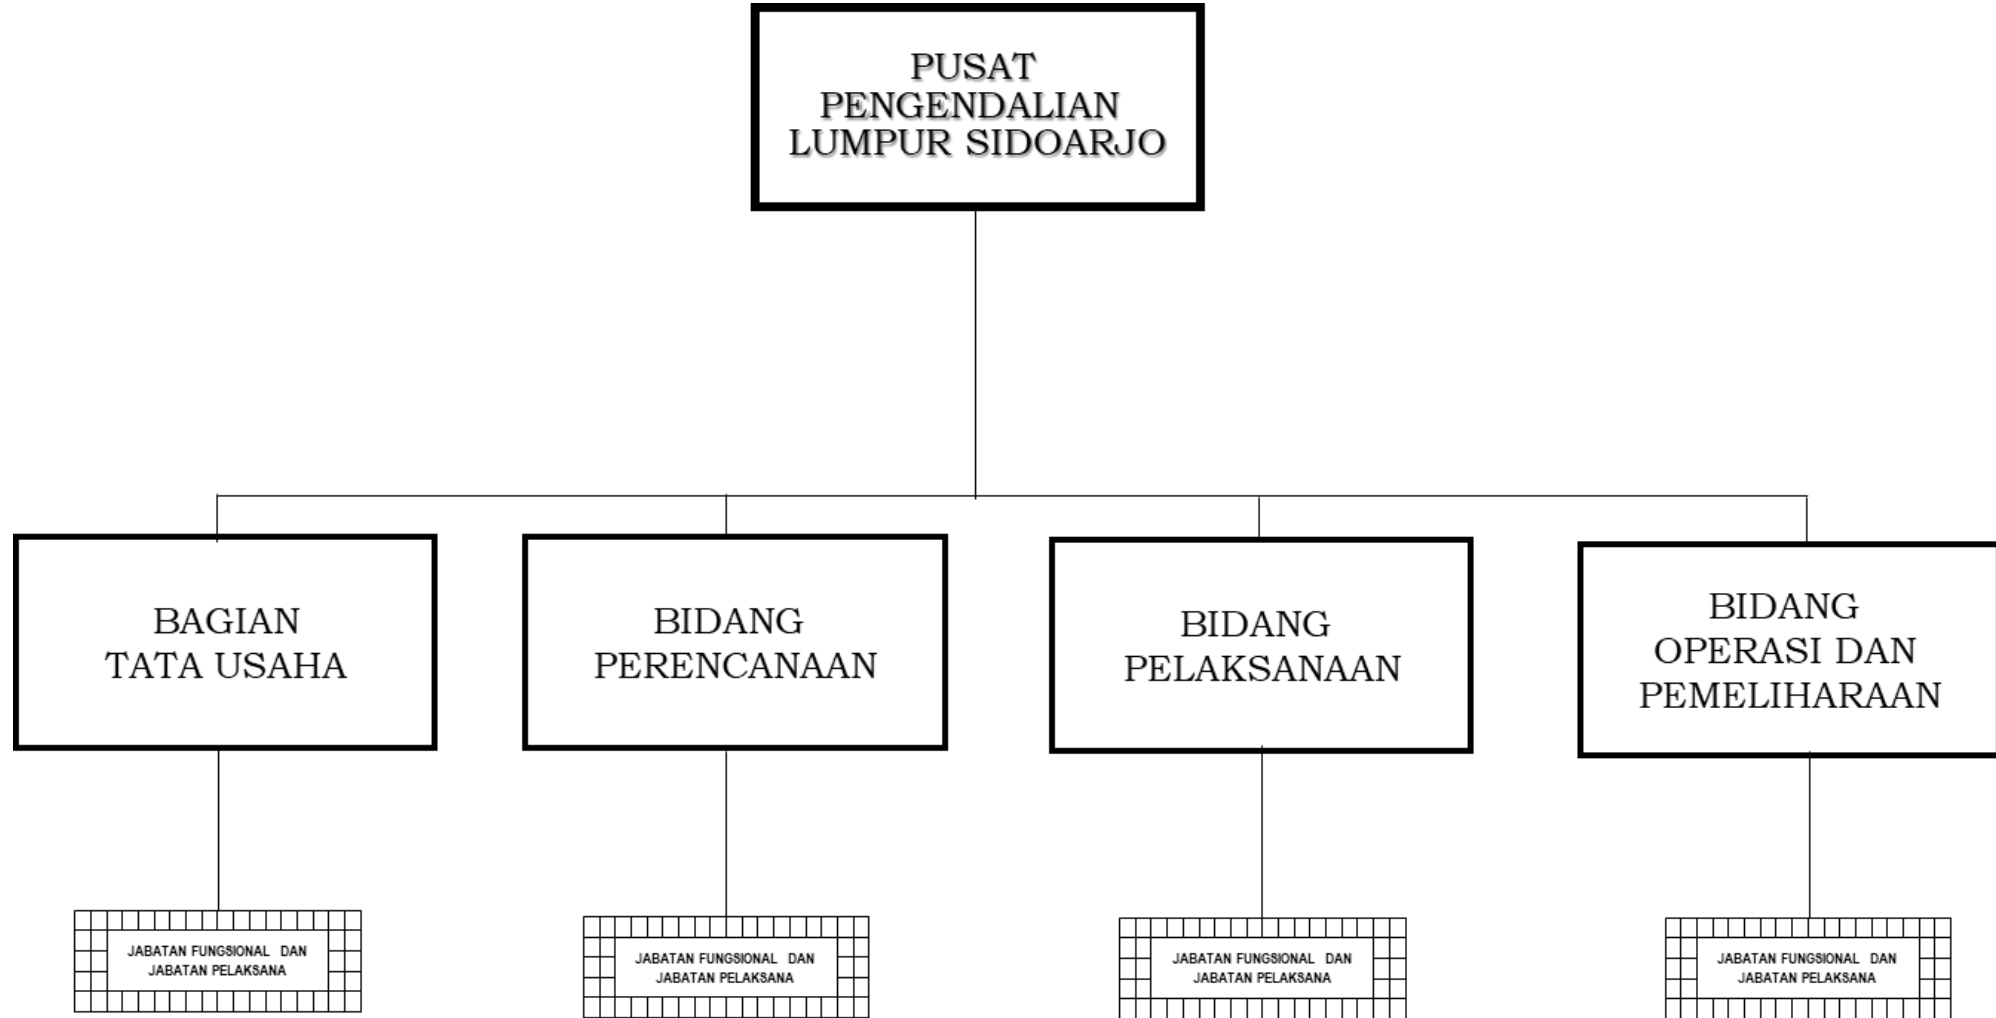 PUSAT
PENGENDALIAN
LUMPUR SIDOARJO
BAGIAN
TATA USAHA
BIDANG
PERENCANAAN
BIDANG
PELAKSANAAN
BIDANG
OPERASI DAN
PEMELIHARAAN
JABATAN FUNGSIONAL DAN
JABATAN PELAKSANA
JABATAN FUNGSIONAL DAN
JABATAN PELAKSANA
JABATAN FUNGSIONAL DAN
JABATAN PELAKSANA
JABATAN FUNGSIONAL DAN
JABATAN PELAKSANA